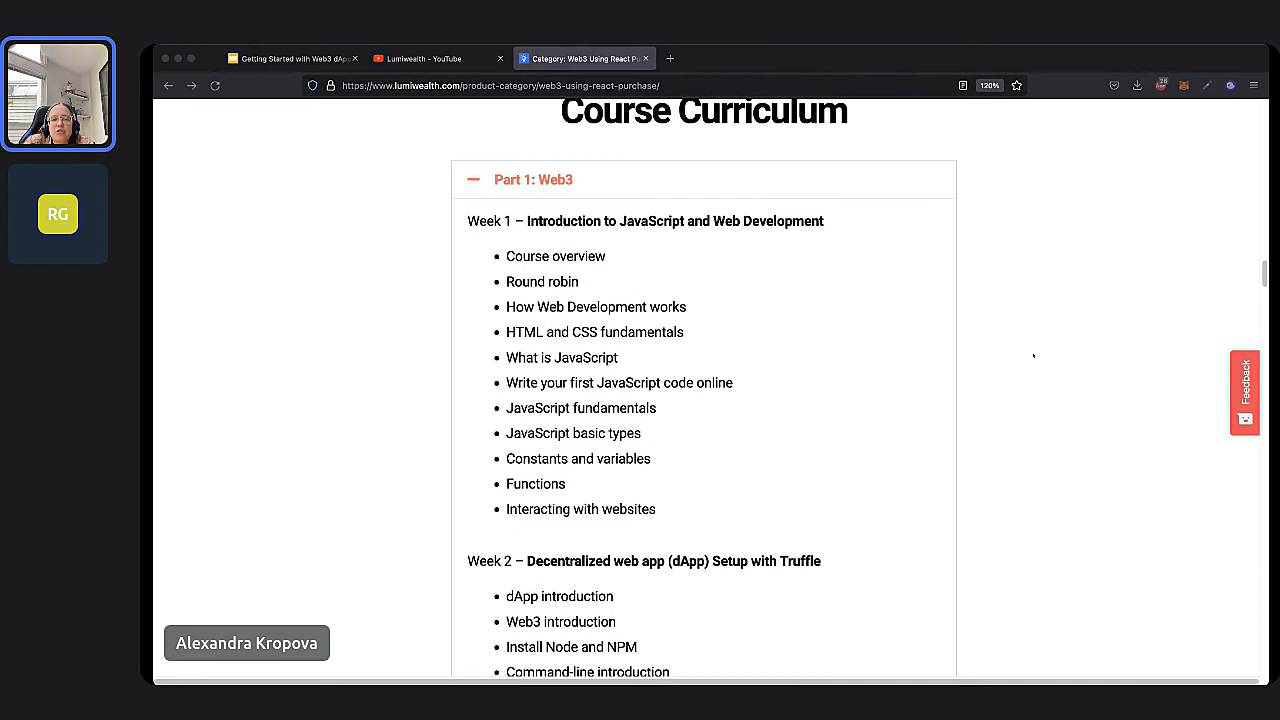 Getting Started with Web3 dAp
Lumiwealth - YouTube
Category: Web3 Using React Pu
https://www.lumiwealth.com/product-category/web3-using-react-purchase/
120%
28
Course Curriculum
Part 1: Web3
Week 1 – Introduction to JavaScript and Web Development
• Course overview
• Round robin
• How Web Development works
• HTML and CSS fundamentals
• What is JavaScript
• Write your first JavaScript code online
• JavaScript fundamentals
• JavaScript basic types
• Constants and variables
• Functions
• Interacting with websites
Week 2 – Decentralized web app (dApp) Setup with Truffle
• dApp introduction
• Web3 introduction
• Install Node and NPM
• Command-line introduction
RG
Feedback
Alexandra Kropova